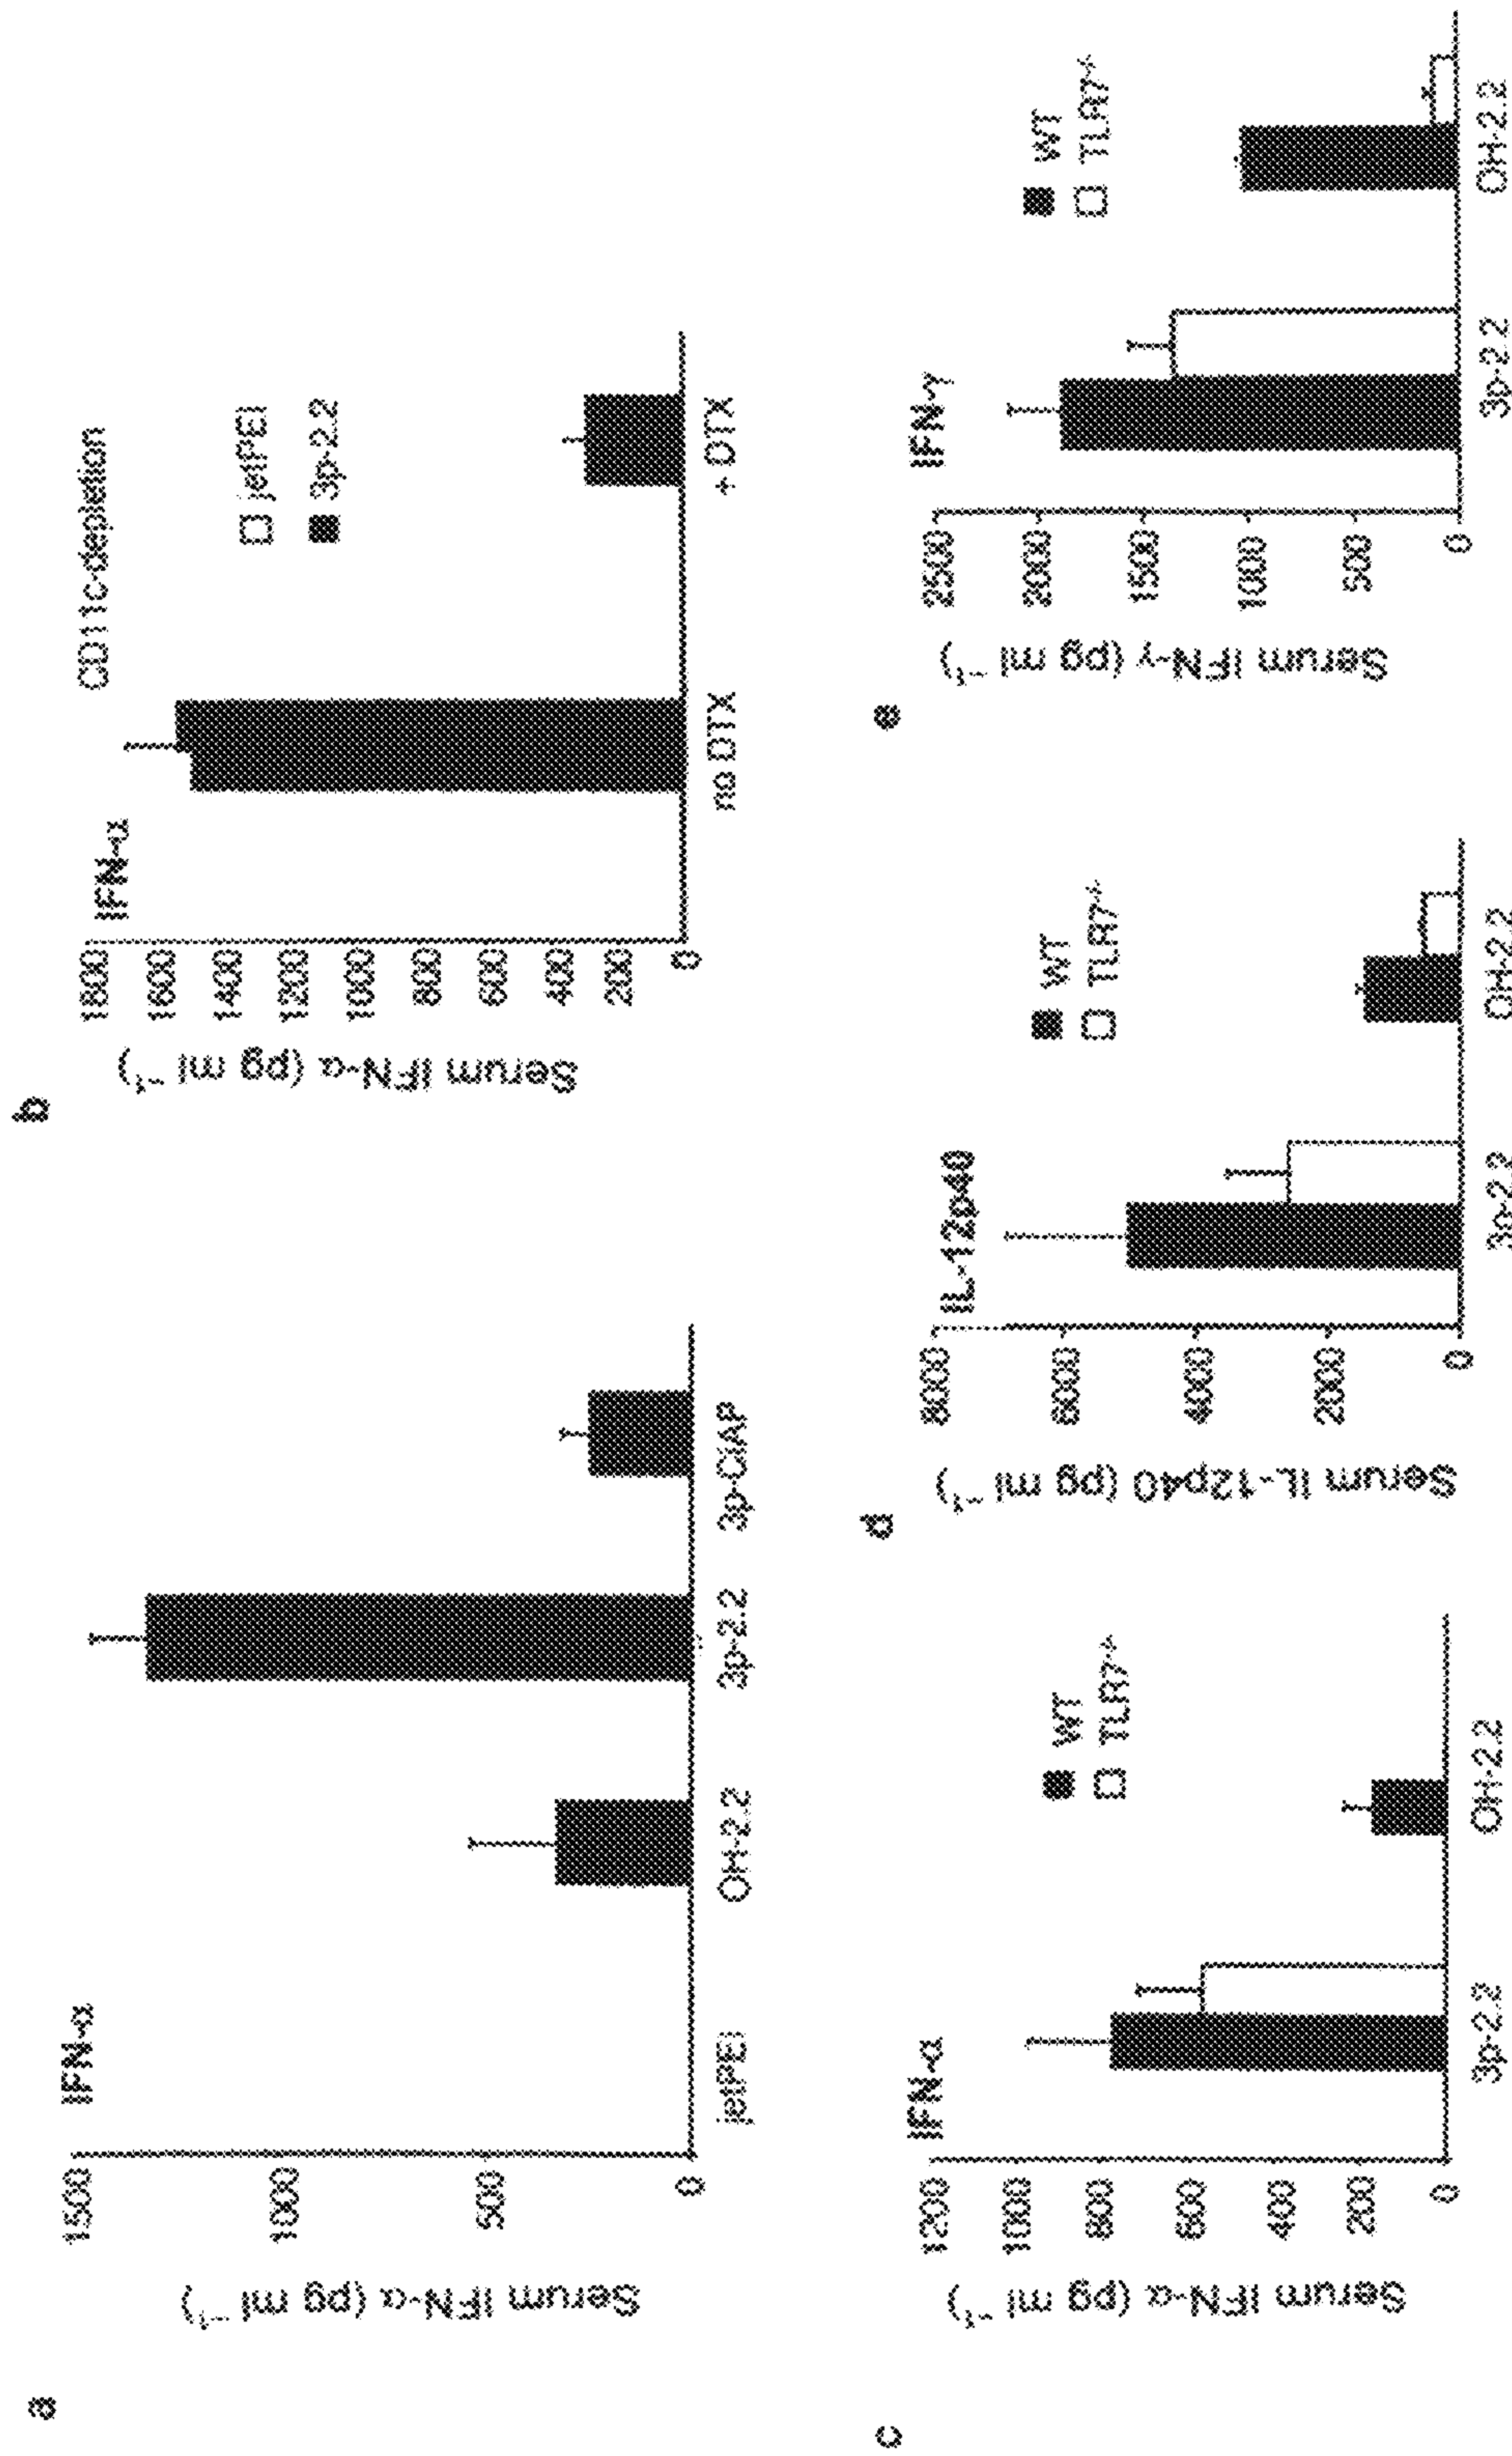 a
IFN-α
Serum IFN-α (pg ml⁻¹)
1500
1000
500
0
jetPEI
OH-2.2
3p-2.2
3p-CIAP
b
IFN-α
CD11c-depletion
jetPEI
3p-2.2
Serum IFN-α (pg ml⁻¹)
1800
1600
1400
1200
1000
800
600
400
200
0
no DTX
+ DTX
c
IFN-α
WT
TLR7-/-
Serum IFN-α (pg ml⁻¹)
1200
1000
800
600
400
200
0
3p-2.2
OH-2.2
d
IL-12p40
WT
TLR7-/-
Serum IL-12p40 (pg ml⁻¹)
8000
6000
4000
2000
0
3p-2.2
OH-2.2
e
IFN-γ
WT
TLR7-/-
Serum IFN-γ (pg ml⁻¹)
2500
2000
1500
1000
500
0
3p-2.2
OH-2.2